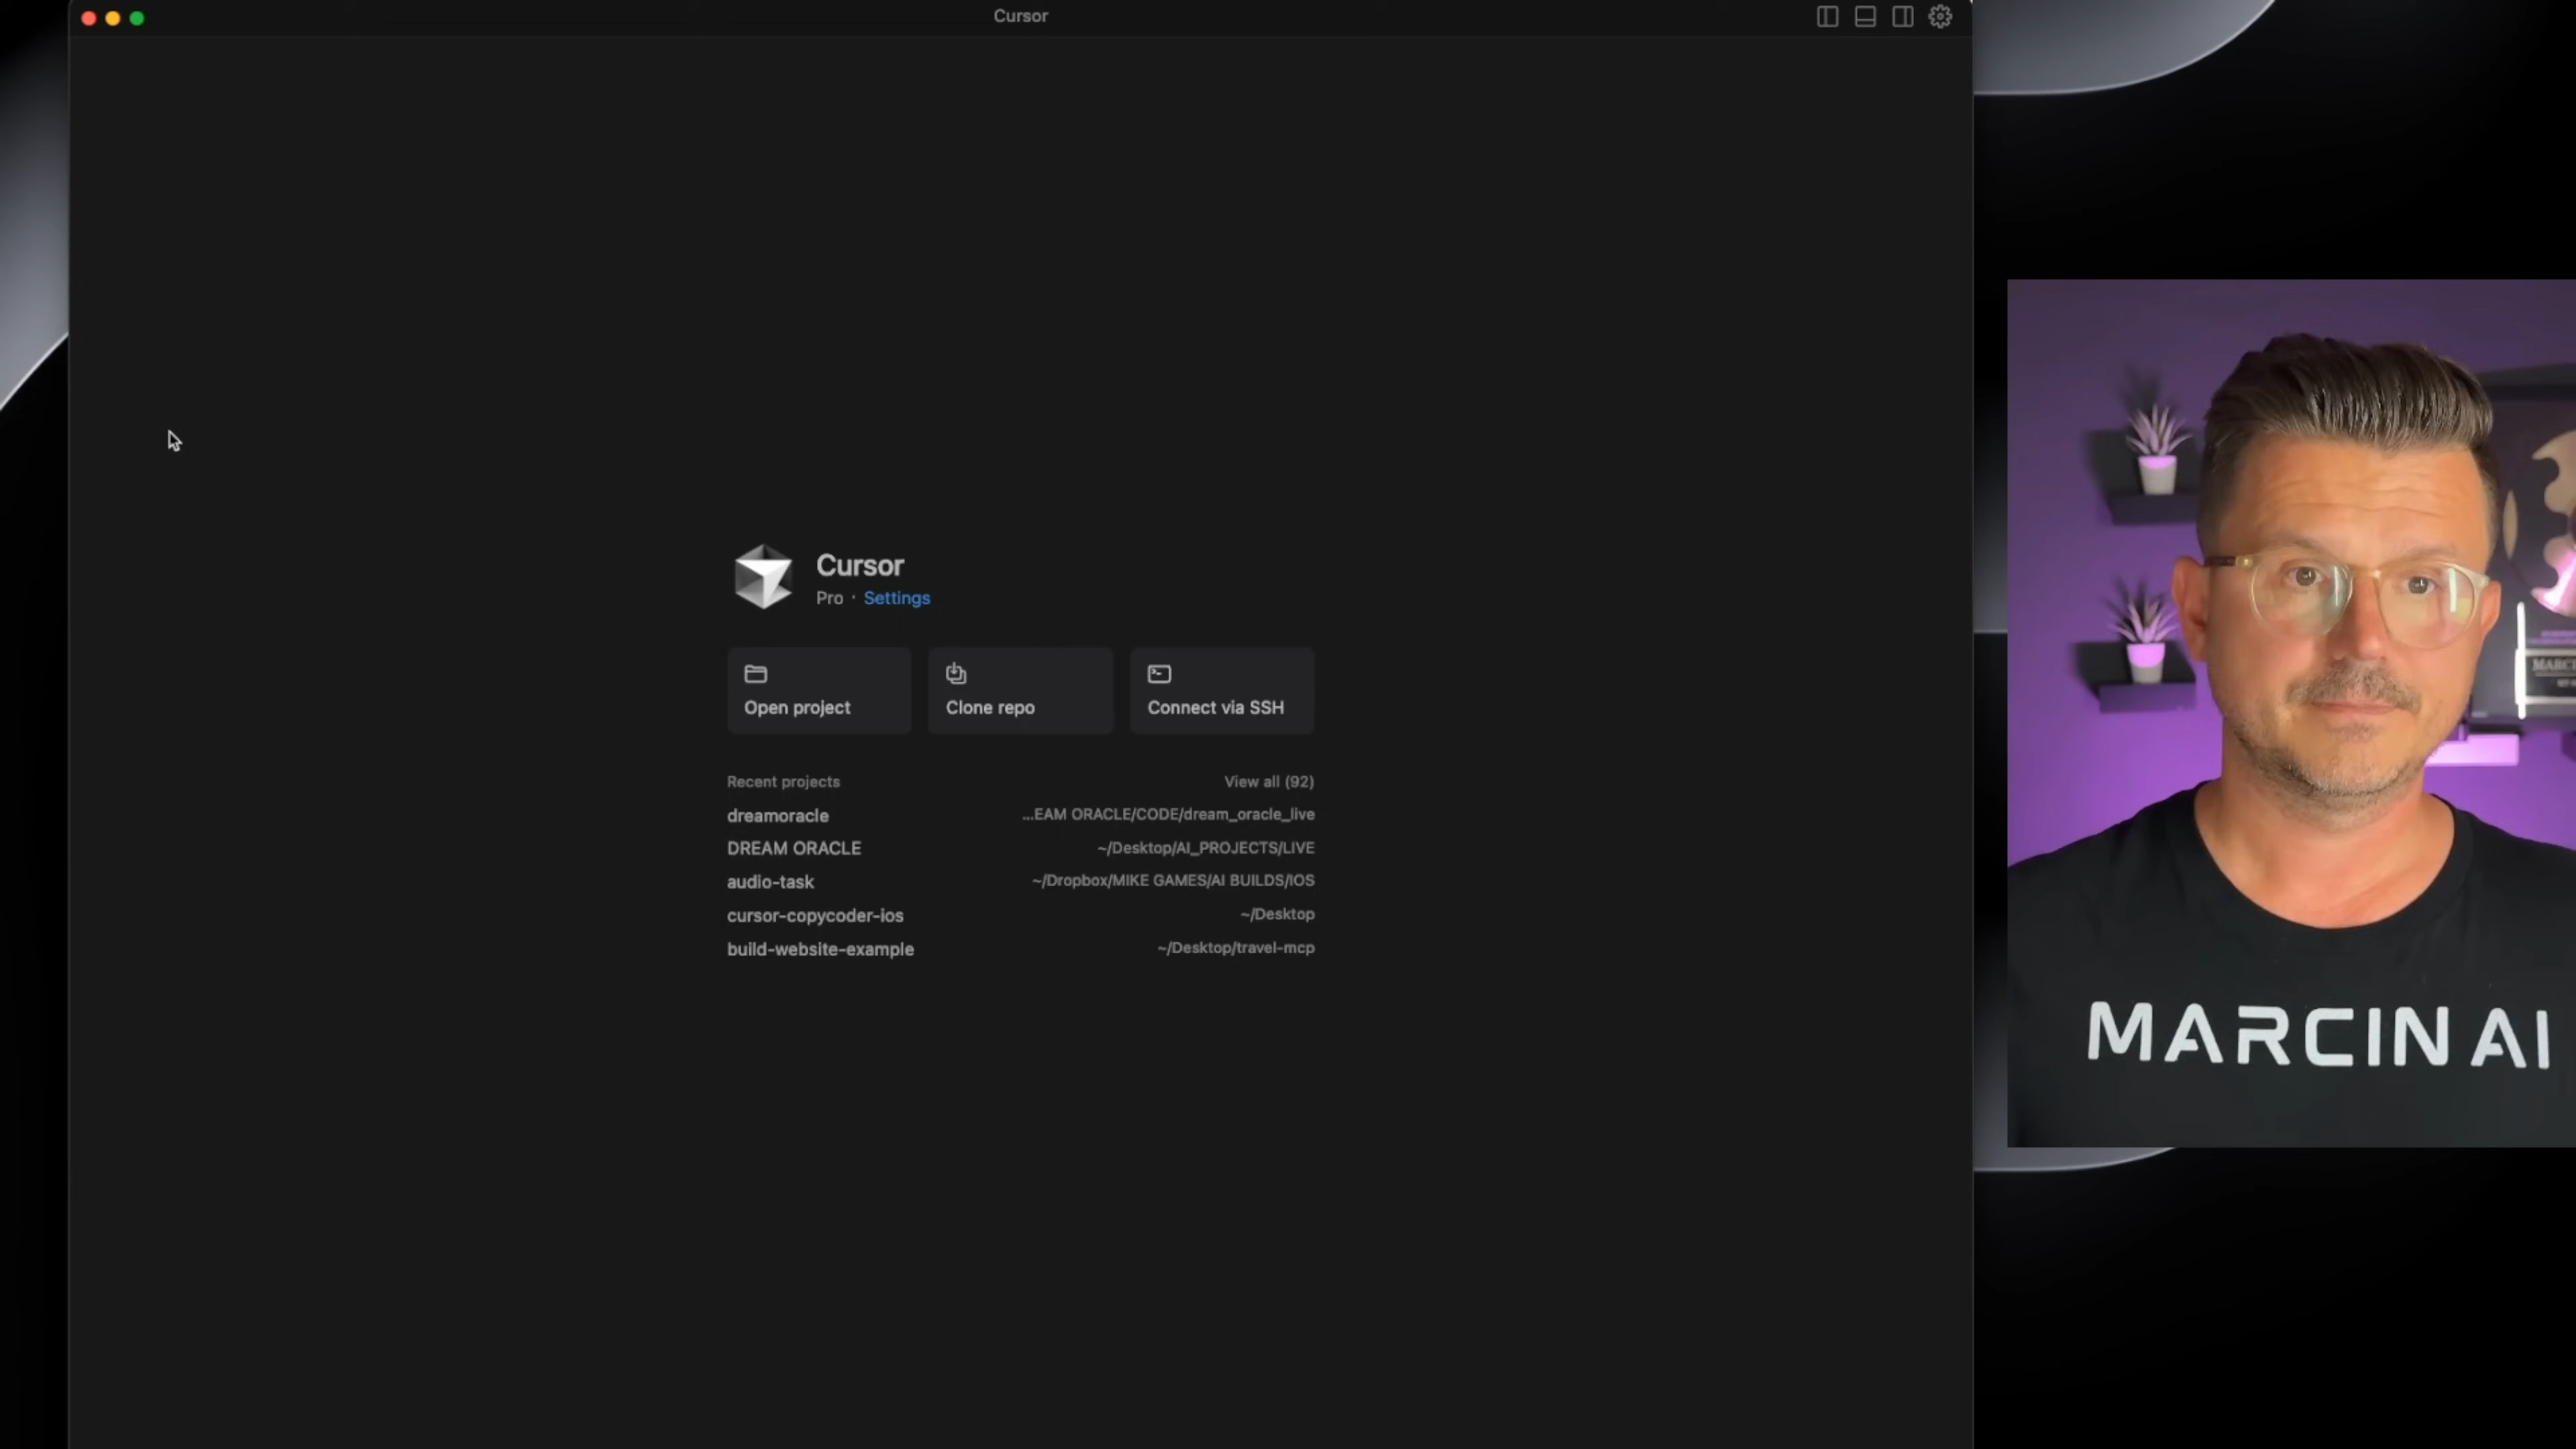 Cursor
Cursor
Pro · Settings
Open project
Clone repo
Connect via SSH
Recent projects
View all (92)
dreamoracle
...EAM ORACLE/CODE/dream_oracle_live
DREAM ORACLE
~/Desktop/AI_PROJECTS/LIVE
audio-task
~/Dropbox/MIKE GAMES/AI BUILDS/IOS
cursor-copycoder-ios
~/Desktop
build-website-example
~/Desktop/travel-mcp
MARCIN AI